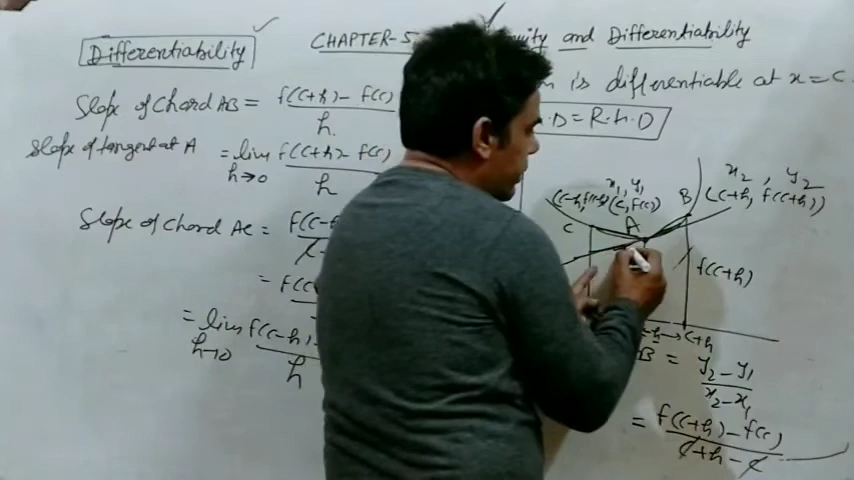 Differentiability
CHAPTER-5 and Differentiability
Slope of chord AB = f(c+h) - f(c) / h
is differentiable at x = c
.D = R.H.D
Slope of tangent at A = lim h→0 f(c+h) - f(c) / h
Slope of chord AC = f(c-
= f(c
= lim h→0 f(c-h) / h
x1, y1
(c-h, f(c-h)) (c, f(c))
x2, y2
(c+h, f(c+h))
C A B
f(c+h)
h → c+h
B = y2 - y1 / x2 - x1
= f(c+h) - f(c) / c+h - c